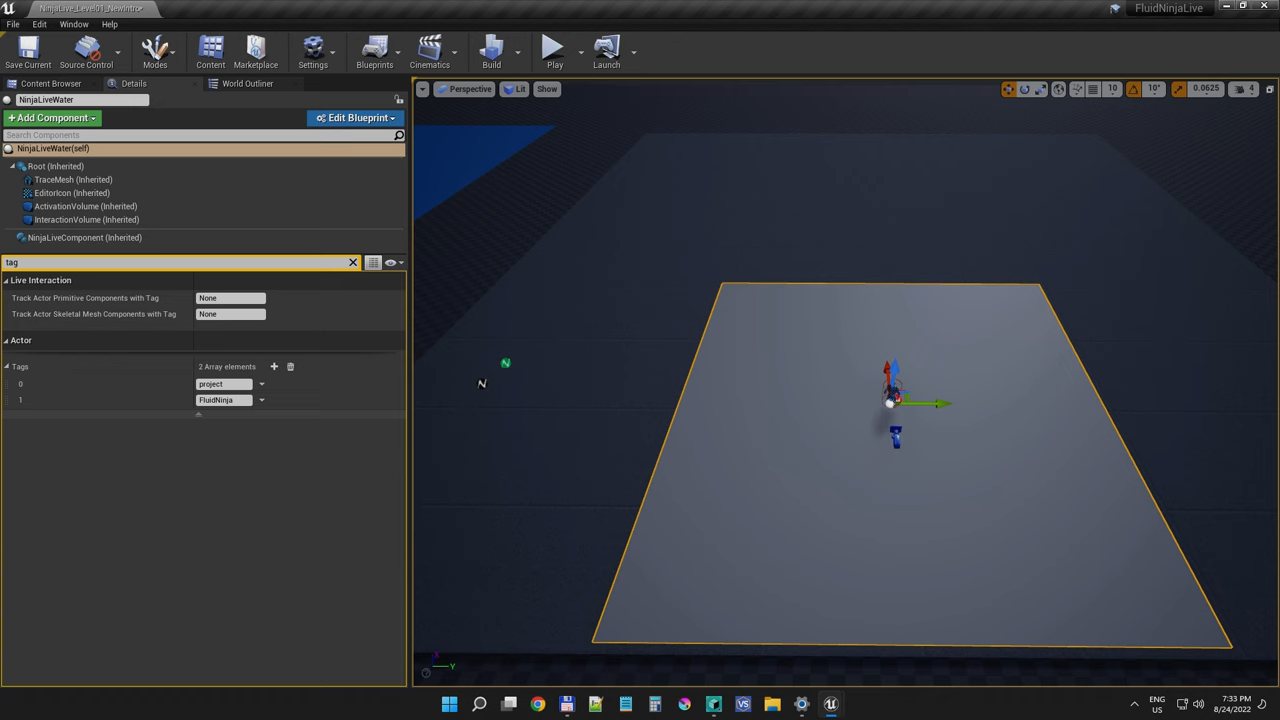 NinjaLive_Level01_NewIntro•
FluidNinjaLive
File Edit Window Help
Save Current
Source Control
Modes
Content
Marketplace
Settings
Blueprints
Cinematics
Build
Play
Launch
Content Browser
Details
World Outliner
NinjaLiveWater
+Add Component
Edit Blueprint
Search Components
NinjaLiveWater(self)
Root (Inherited)
TraceMesh (Inherited)
EditorIcon (Inherited)
ActivationVolume (Inherited)
InteractionVolume (Inherited)
NinjaLiveComponent (Inherited)
tag
Live Interaction
Track Actor Primitive Components with Tag None
Track Actor Skeletal Mesh Components with Tag None
Actor
Tags 2 Array elements
0 project
1 FluidNinja
Perspective Lit Show
10 10° 0.0625 4
N
X
Y
ENG
US
7:33 PM
8/24/2022